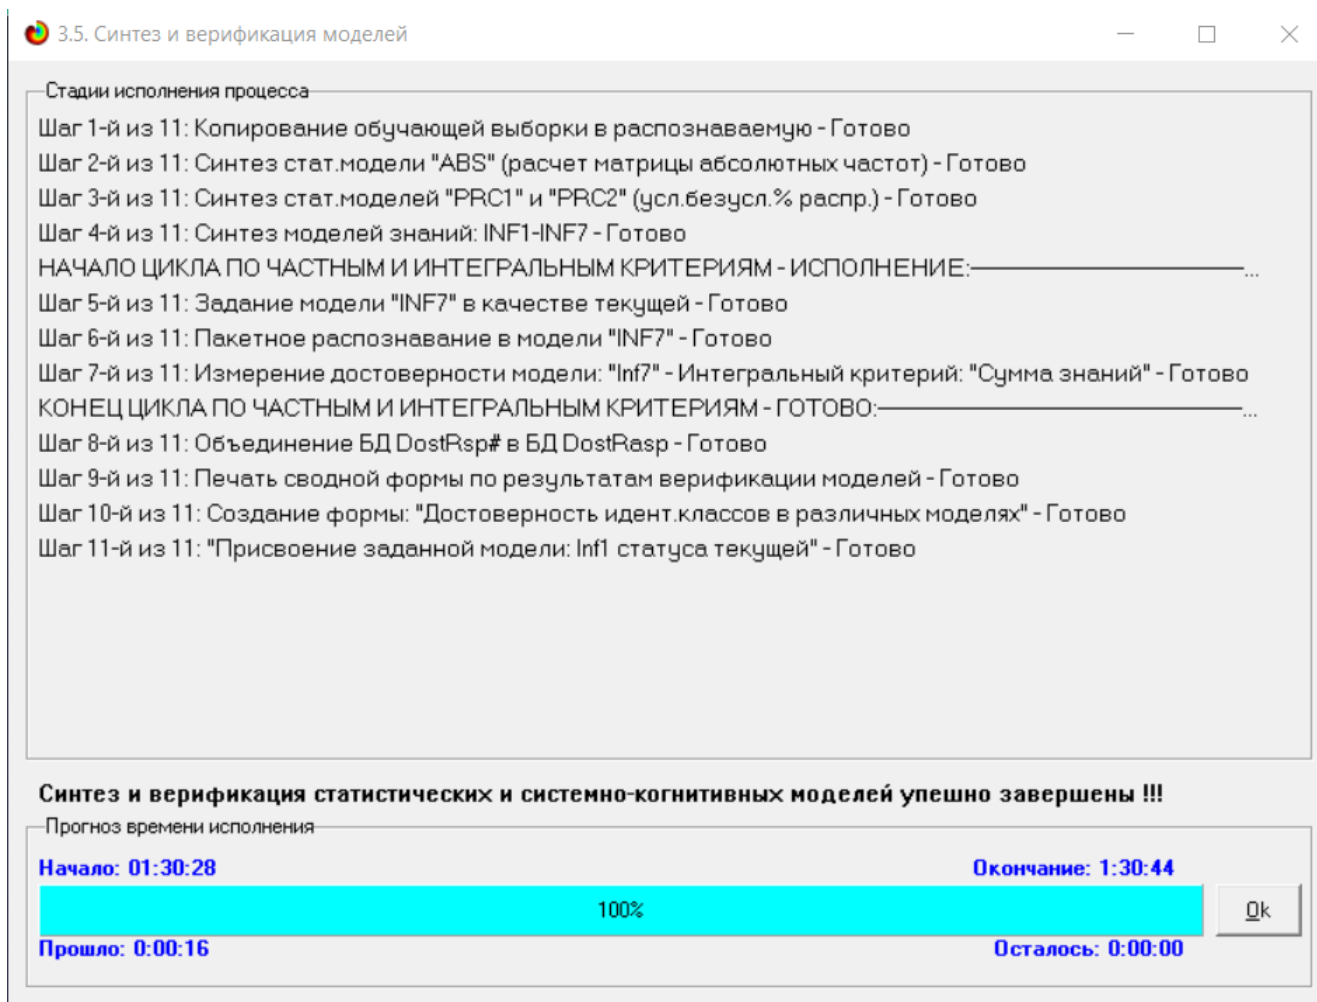 3.5. Синтез и верификация моделей
Стадии исполнения процесса
Шаг 1-й из 11: Копирование обучающей выборки в распознаваемую - Готово
Шаг 2-й из 11: Синтез стат.модели "ABS" (расчет матрицы абсолютных частот) - Готово
Шаг 3-й из 11: Синтез стат.моделей "PRC1" и "PRC2" (усл.безусл.% распр.) - Готово
Шаг 4-й из 11: Синтез моделей знаний: INF1-INF7 - Готово
НАЧАЛО ЦИКЛА ПО ЧАСТНЫМ И ИНТЕГРАЛЬНЫМ КРИТЕРИЯМ - ИСПОЛНЕНИЕ:────────────────...
Шаг 5-й из 11: Задание модели "INF7" в качестве текущей - Готово
Шаг 6-й из 11: Пакетное распознавание в модели "INF7" - Готово
Шаг 7-й из 11: Измерение достоверности модели: "Inf7" - Интегральный критерий: "Сумма знаний" - Готово
КОНЕЦ ЦИКЛА ПО ЧАСТНЫМ И ИНТЕГРАЛЬНЫМ КРИТЕРИЯМ - ГОТОВО:────────────────...
Шаг 8-й из 11: Объединение БД DostRsp# в БД DostRasp - Готово
Шаг 9-й из 11: Печать сводной формы по результатам верификации моделей - Готово
Шаг 10-й из 11: Создание формы: "Достоверность идент.классов в различных моделях" - Готово
Шаг 11-й из 11: "Присвоение заданной модели: Inf1 статуса текущей" - Готово
Синтез и верификация статистических и системно-когнитивных моделей упешно завершены !!!
Прогноз времени исполнения
Начало: 01:30:28 Окончание: 1:30:44
100% Ok
Прошло: 0:00:16 Осталось: 0:00:00